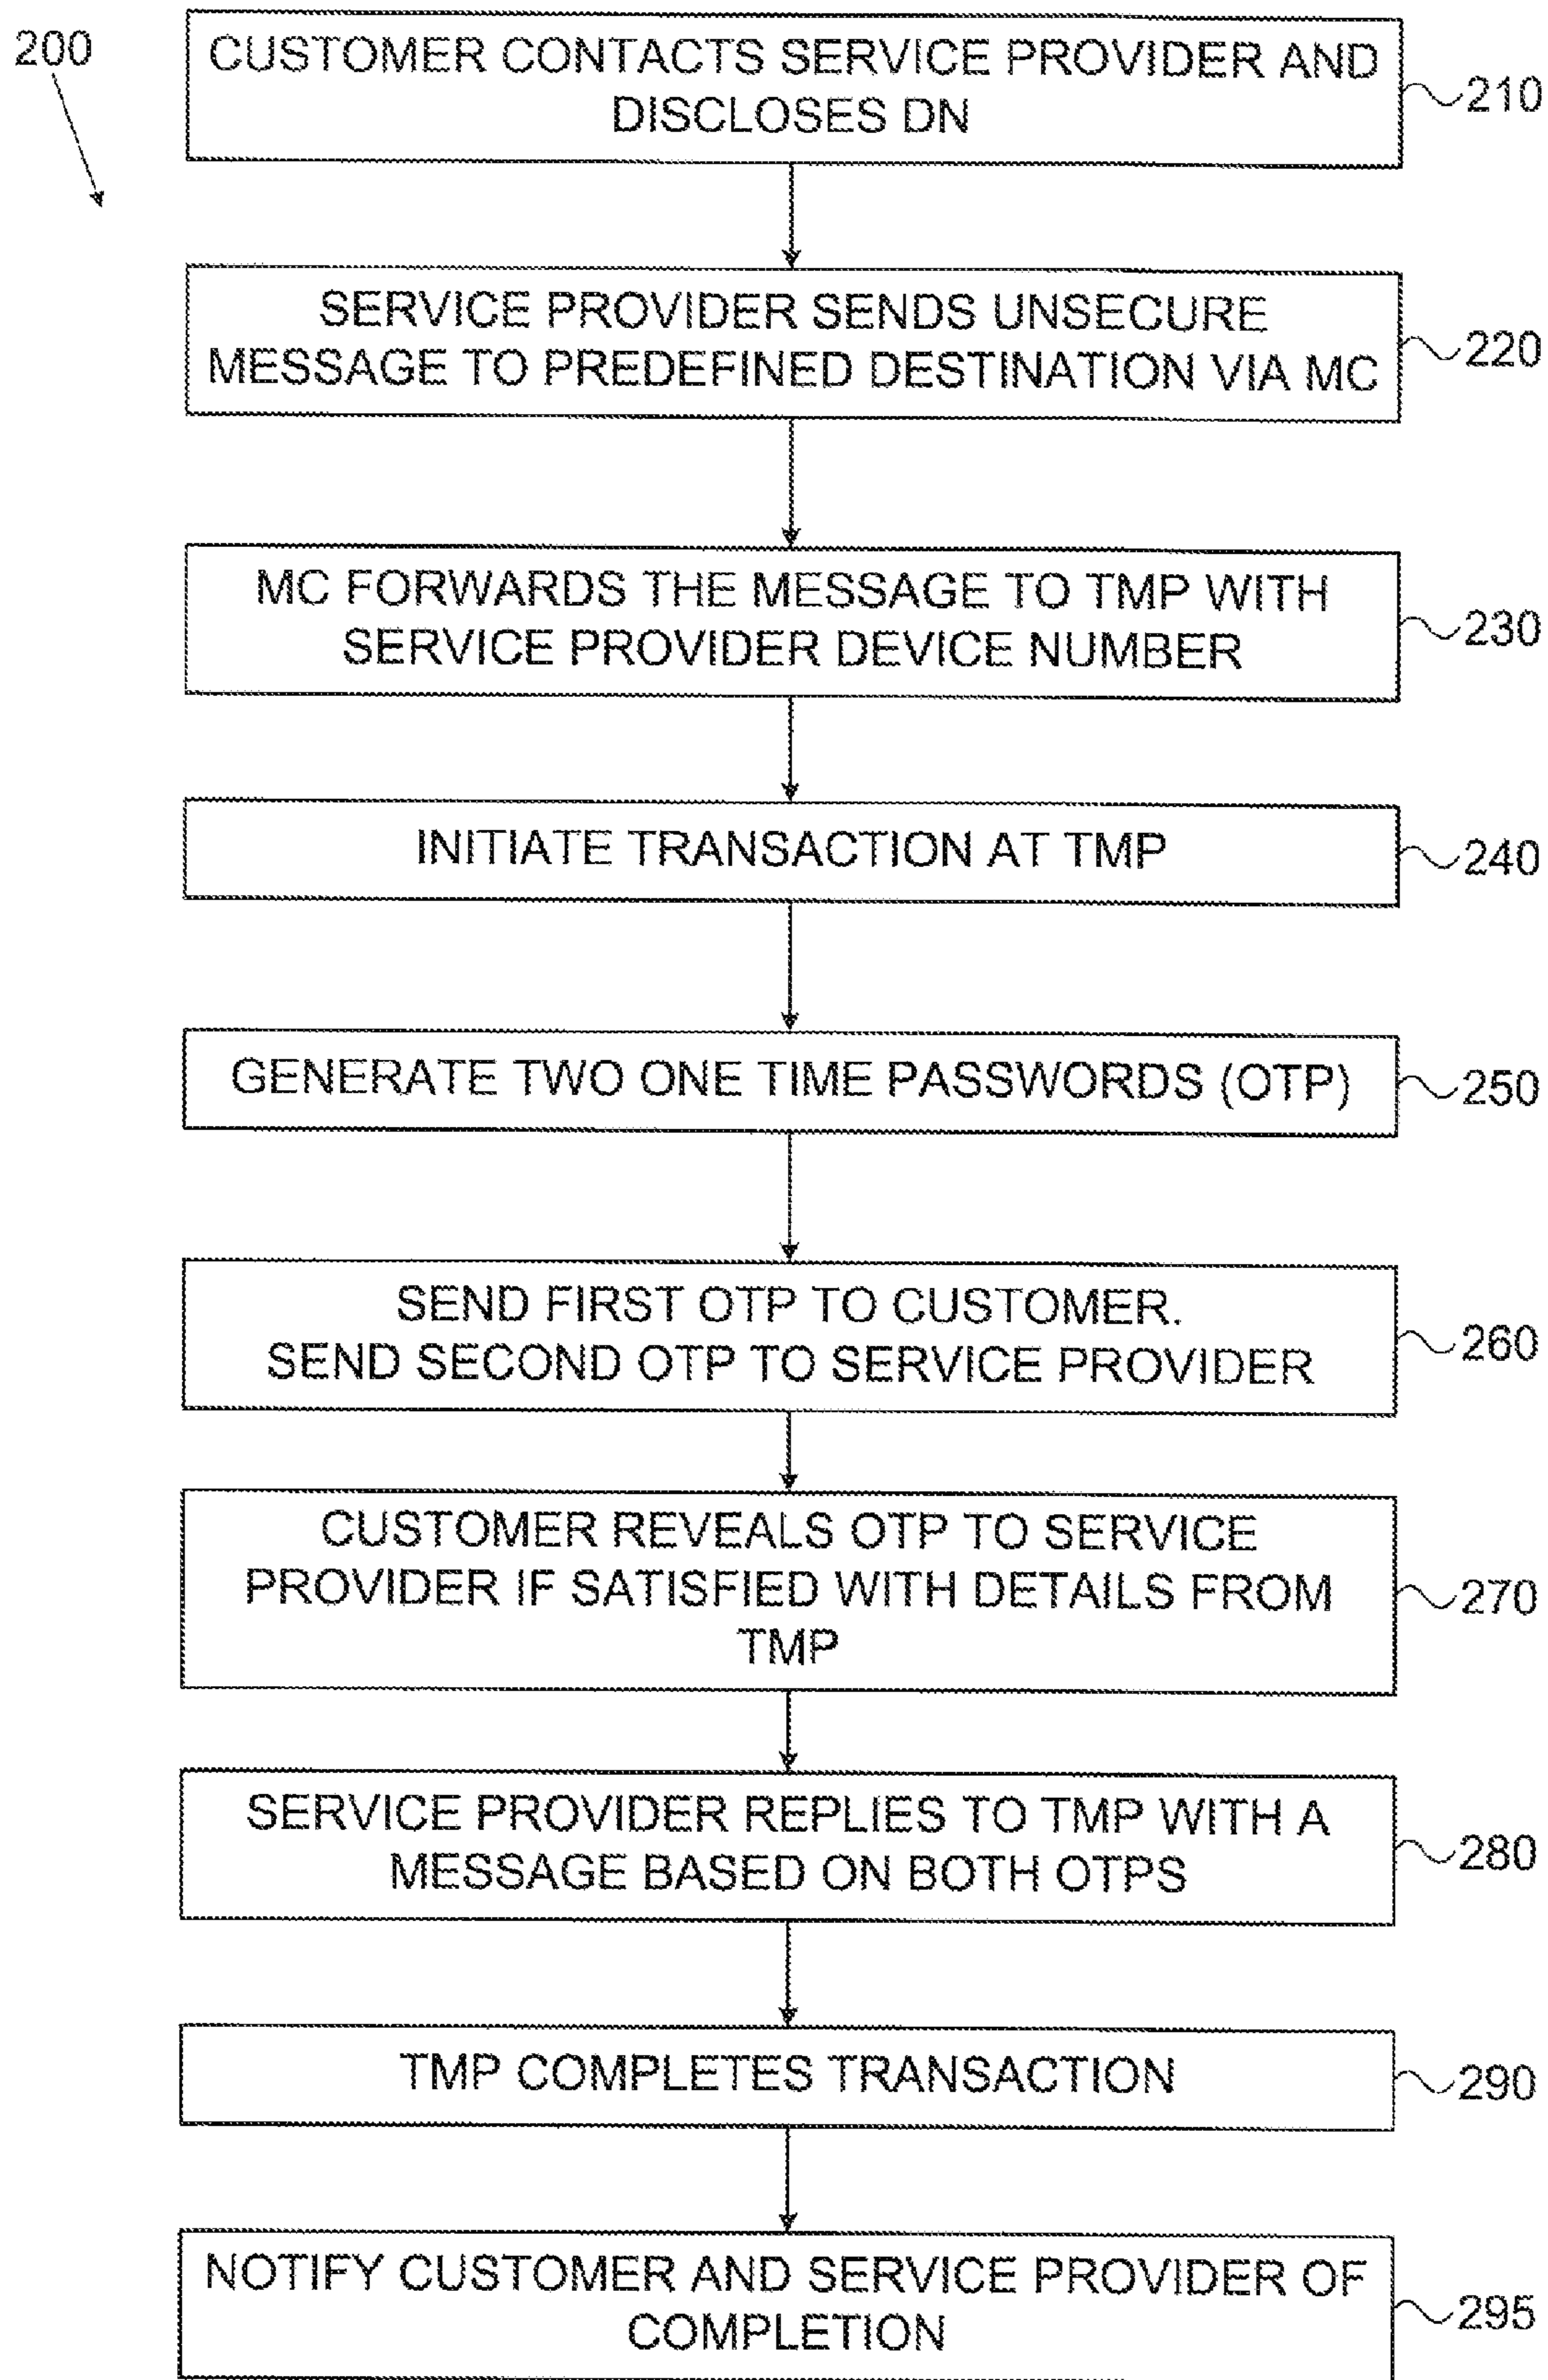 200
CUSTOMER CONTACTS SERVICE PROVIDER AND
DISCLOSES DN
210
SERVICE PROVIDER SENDS UNSECURE
MESSAGE TO PREDEFINED DESTINATION VIA MC
220
MC FORWARDS THE MESSAGE TO TMP WITH
SERVICE PROVIDER DEVICE NUMBER
230
INITIATE TRANSACTION AT TMP
240
GENERATE TWO ONE TIME PASSWORDS (OTP)
250
SEND FIRST OTP TO CUSTOMER.
SEND SECOND OTP TO SERVICE PROVIDER
260
CUSTOMER REVEALS OTP TO SERVICE
PROVIDER IF SATISFIED WITH DETAILS FROM
TMP
270
SERVICE PROVIDER REPLIES TO TMP WITH A
MESSAGE BASED ON BOTH OTPS
280
TMP COMPLETES TRANSACTION
290
NOTIFY CUSTOMER AND SERVICE PROVIDER OF
COMPLETION
295